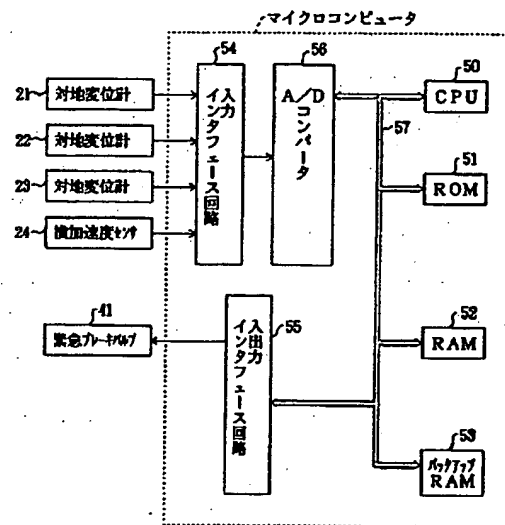 マイクロコンピュータ
54
56
50
21
対地変位計
入力インタフェース回路
A/Dコンバータ
CPU
57
22
対地変位計
51
ROM
23
対地変位計
24
横加速度センサ
41
緊急ブレーキバルブ
入出力インタフェース回路
55
52
RAM
53
バックアップ
RAM